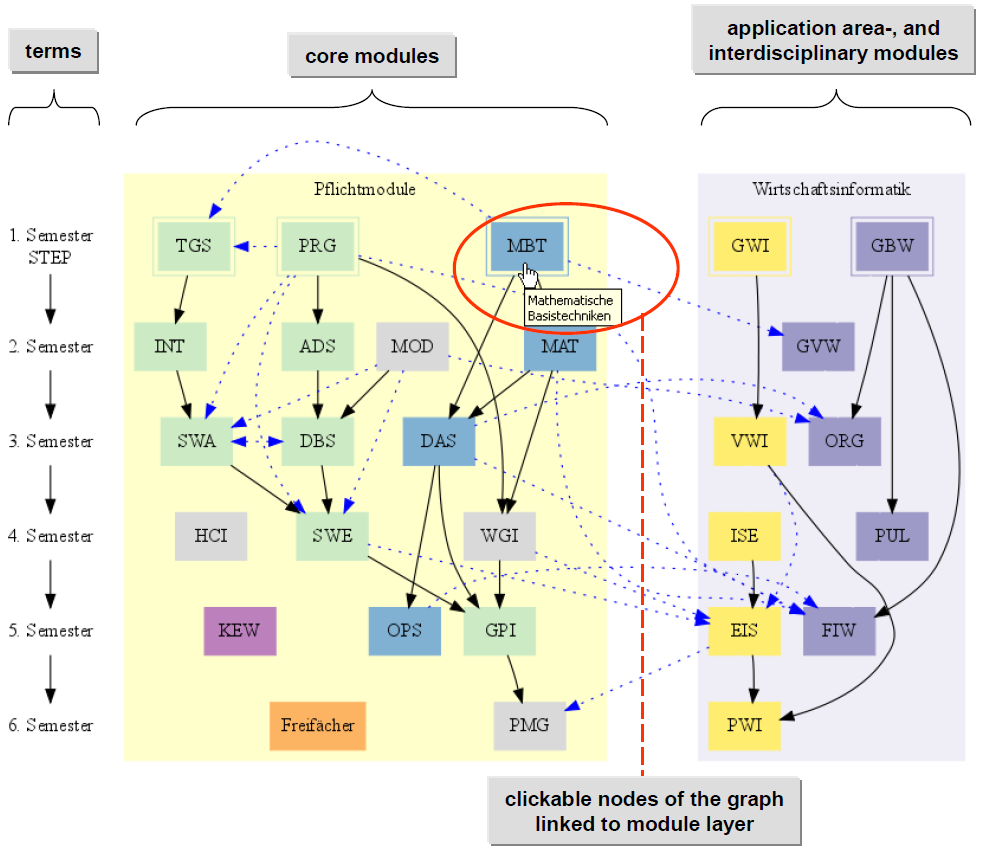 terms
core modules
application area-, and
interdisciplinary modules
Pflichtmodule
Wirtschaftsinformatik
1. Semester
STEP
TGS
PRG
MBT
GWI
GBW
Mathematische
Basistechniken
2. Semester
INT
ADS
MOD
MAT
GVW
3. Semester
SWA
DBS
DAS
VWI
ORG
4. Semester
HCI
SWE
WGI
ISE
PUL
5. Semester
KEW
OPS
GPI
EIS
FIW
6. Semester
Freifächer
PMG
PWI
clickable nodes of the graph
linked to module layer